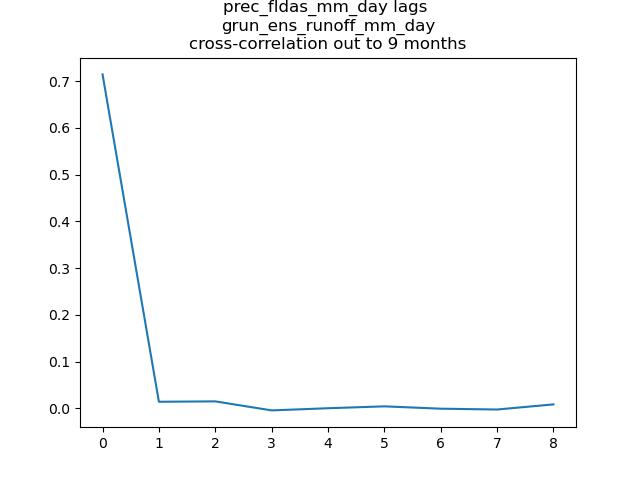 prec_fldas_mm_day lags
grun_ens_runoff_mm_day
cross-correlation out to 9 months
0.7
0.6
0.5
0.4
0.3
0.2
0.1
0.0
0 1 2 3 4 5 6 7 8